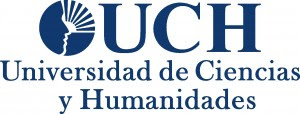 UCH
Universidad de Ciencias
y Humanidades